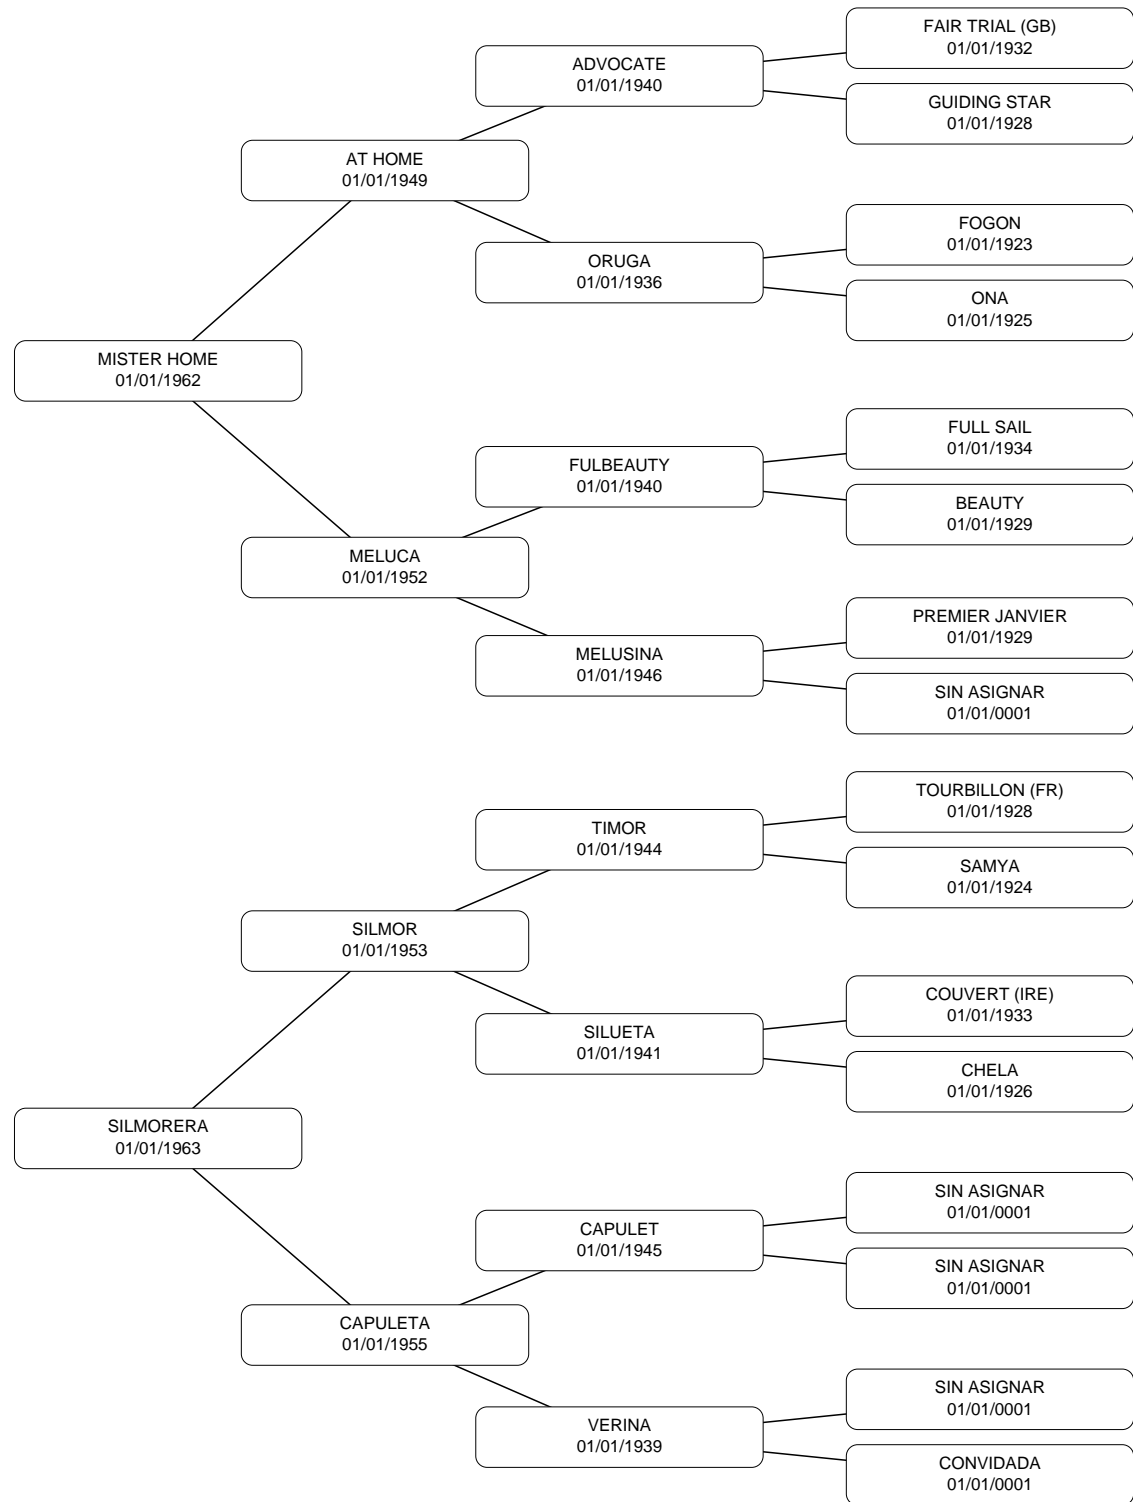 FAIR TRIAL (GB)
01/01/1932
ADVOCATE
01/01/1940
GUIDING STAR
01/01/1928
AT HOME
01/01/1949
FOGON
01/01/1923
ORUGA
01/01/1936
ONA
01/01/1925
MISTER HOME
01/01/1962
FULL SAIL
01/01/1934
FULBEAUTY
01/01/1940
BEAUTY
01/01/1929
MELUCA
01/01/1952
PREMIER JANVIER
01/01/1929
MELUSINA
01/01/1946
SIN ASIGNAR
01/01/0001
TOURBILLON (FR)
01/01/1928
TIMOR
01/01/1944
SAMYA
01/01/1924
SILMOR
01/01/1953
COUVERT (IRE)
01/01/1933
SILUETA
01/01/1941
CHELA
01/01/1926
SILMORERA
01/01/1963
SIN ASIGNAR
01/01/0001
CAPULET
01/01/1945
SIN ASIGNAR
01/01/0001
CAPULETA
01/01/1955
SIN ASIGNAR
01/01/0001
VERINA
01/01/1939
CONVIDADA
01/01/0001